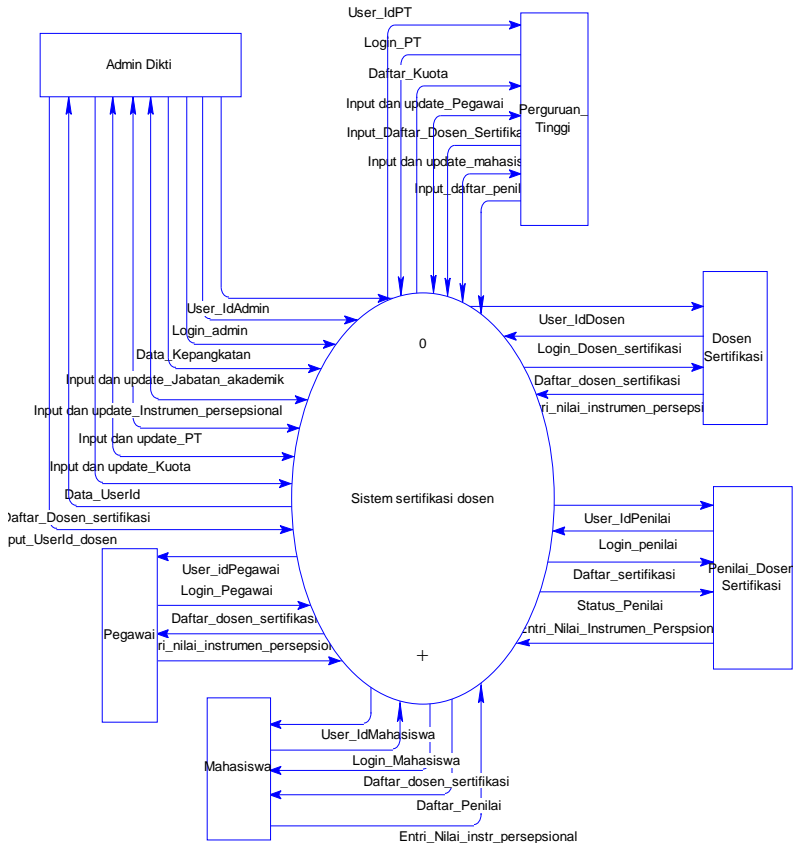 User_IdPT
Login_PT
Daftar_Kuota
Input dan update_Pegawai
Input_Daftar_Dosen_Sertifika
Input dan update_mahasis
Input_daftar_penil
Perguruan_
Tinggi
Admin Dikti
User_IdAdmin
Login_admin
Data_Kepangkatan
Input dan update_Jabatan_akademik
Input dan update_Instrumen_persepsional
Input dan update_PT
Input dan update_Kuota
Data_UserId
Daftar_Dosen_sertifikasi
put_UserId_dosen
0
Sistem sertifikasi dosen
+
User_IdDosen
Login_Dosen_sertifikasi
Daftar_dosen_sertifikasi
ri_nilai_instrumen_persepsi
Dosen
Sertifikasi
User_IdPenilai
Login_penilai
Daftar_sertifikasi
Status_Penilai
Entri_Nilai_Instrumen_Perspsion
Penilai_Dosen
Sertifikasi
User_idPegawai
Login_Pegawai
Daftar_dosen_sertifikasi
ri_nilai_instrumen_persepsion
Pegawai
User_IdMahasiswa
Login_Mahasiswa
Daftar_dosen_sertifikasi
Daftar_Penilai
Entri_Nilai_instr_persepsional
Mahasiswa